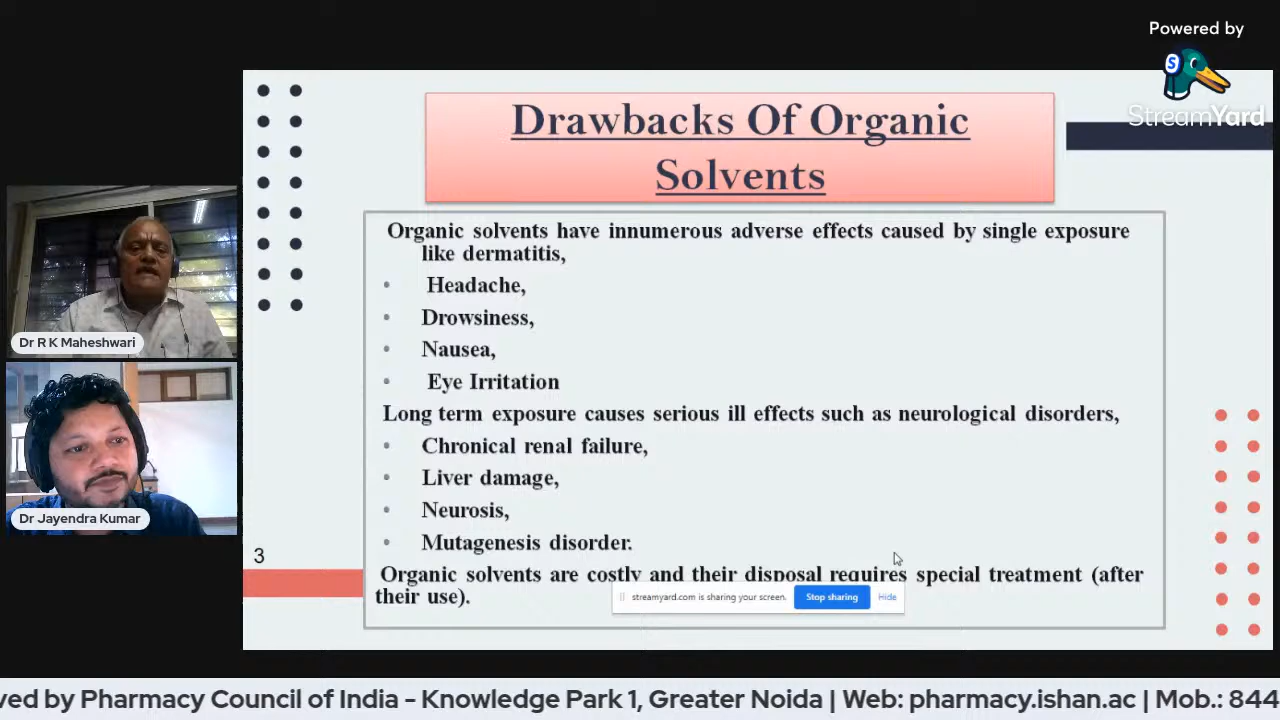 Powered by
StreamYard
Drawbacks Of Organic
Solvents
Organic solvents have innumerous adverse effects caused by single exposure
like dermatitis,
• Headache,
• Drowsiness,
• Nausea,
• Eye Irritation
Long term exposure causes serious ill effects such as neurological disorders,
• Chronical renal failure,
• Liver damage,
• Neurosis,
• Mutagenesis disorder.
Organic solvents are costly and their disposal requires special treatment (after
their use).
3
streamyard.com is sharing your screen.
Stop sharing
Hide
Dr R K Maheshwari
Dr Jayendra Kumar
ved by Pharmacy Council of India - Knowledge Park 1, Greater Noida | Web: pharmacy.ishan.ac | Mob.: 844